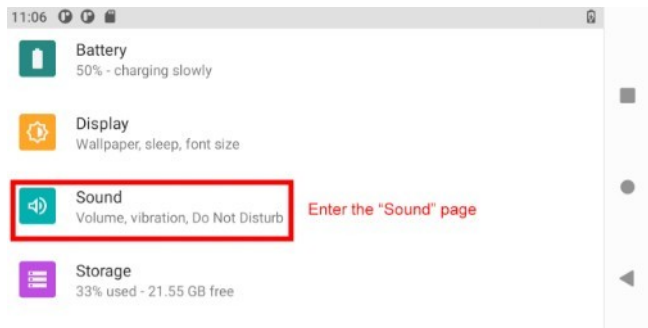 11:06
Battery
50% - charging slowly
Display
Wallpaper, sleep, font size
Sound
Volume, vibration, Do Not Disturb
Enter the “Sound” page
Storage
33% used - 21.55 GB free